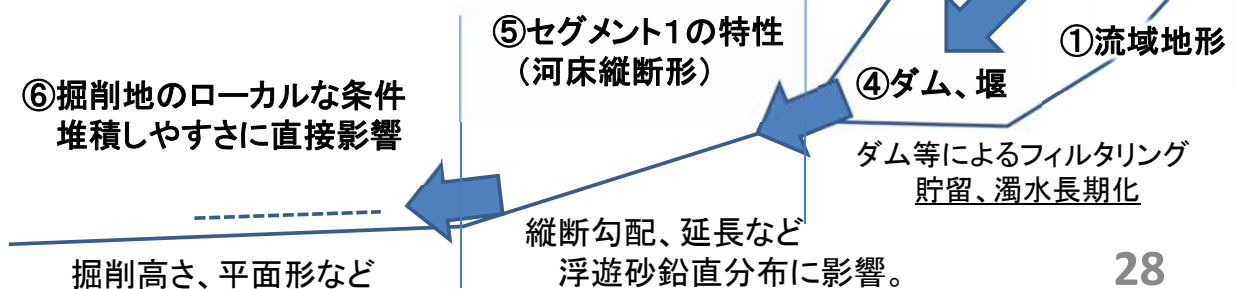 ①流域地形
④ダム、堰
ダム等によるフィルタリング
貯留、濁水長期化
⑤セグメント1の特性
（河床縦断形）
縦断勾配、延長など
浮遊砂鉛直分布に影響。
⑥掘削地のローカルな条件
堆積しやすさに直接影響
掘削高さ、平面形など
28